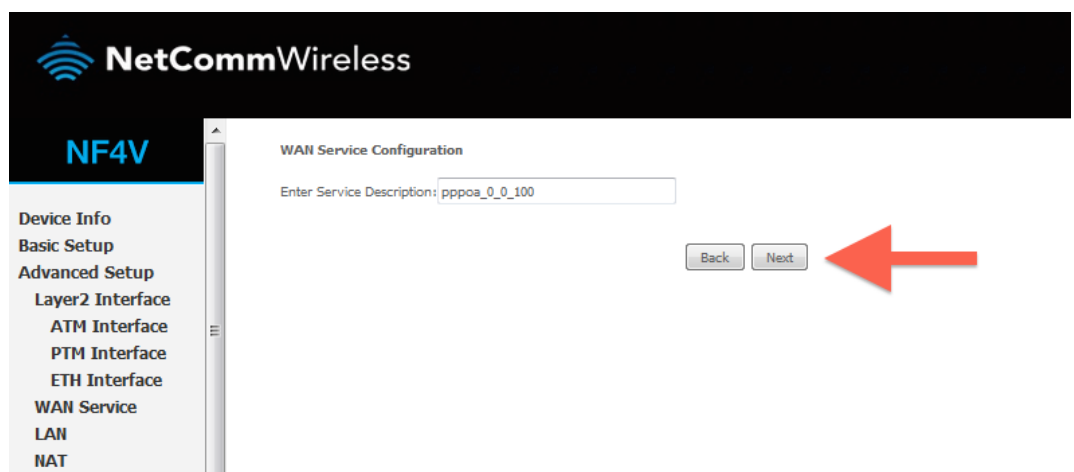 NetCommWireless
NF4V
Device Info
Basic Setup
Advanced Setup
Layer2 Interface
ATM Interface
PTM Interface
ETH Interface
WAN Service
LAN
NAT
WAN Service Configuration
Enter Service Description: pppoa_0_0_100
Back Next